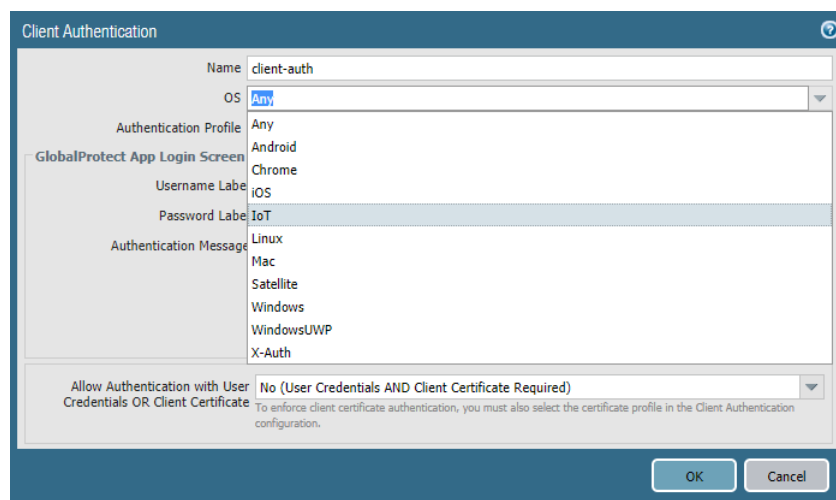 Client Authentication
Name client-auth
OS Any
Authentication Profile
Any
Android
Chrome
iOS
IoT
Linux
Mac
Satellite
Windows
WindowsUWP
X-Auth
GlobalProtect App Login Screen
Username Labe
Password Labe
Authentication Message
Allow Authentication with User
Credentials OR Client Certificate
No (User Credentials AND Client Certificate Required)
To enforce client certificate authentication, you must also select the certificate profile in the Client Authentication
configuration.
OK Cancel